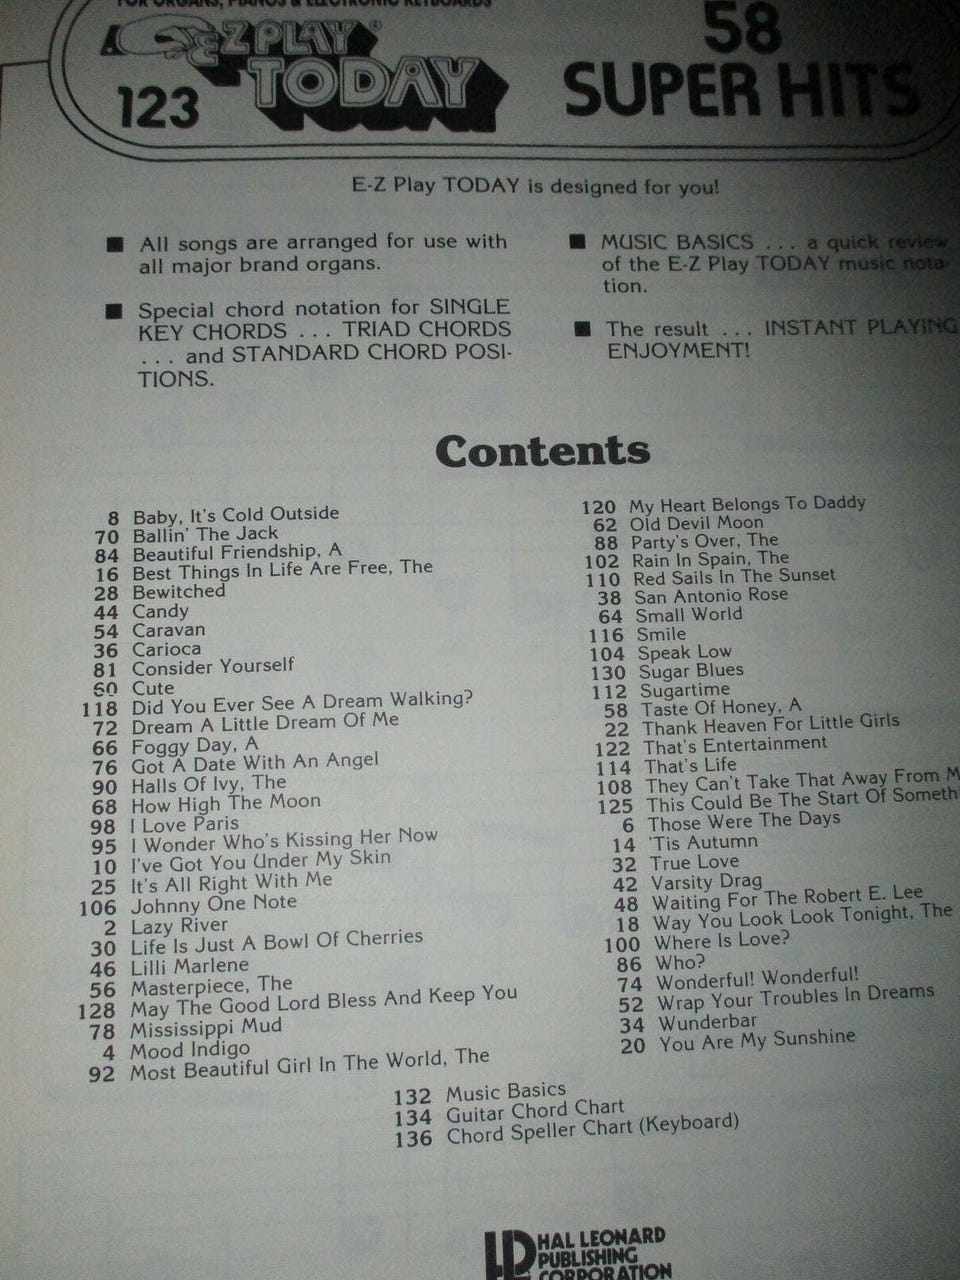 FOR ORGANS, PIANOS & ELECTRONIC KEYBOARDS
E-Z PLAY ®
TODAY
123
58
SUPER HITS
E-Z Play TODAY is designed for you!
■ All songs are arranged for use with
all major brand organs.
■ Special chord notation for SINGLE
KEY CHORDS ... TRIAD CHORDS
... and STANDARD CHORD POSI-
TIONS.
■ MUSIC BASICS ... a quick review
of the E-Z Play TODAY music nota-
tion.
■ The result ... INSTANT PLAYING
ENJOYMENT!
Contents
8 Baby, It's Cold Outside
70 Ballin' The Jack
84 Beautiful Friendship, A
16 Best Things In Life Are Free, The
28 Bewitched
44 Candy
54 Caravan
36 Carioca
81 Consider Yourself
60 Cute
118 Did You Ever See A Dream Walking?
72 Dream A Little Dream Of Me
66 Foggy Day, A
76 Got A Date With An Angel
90 Halls Of Ivy, The
68 How High The Moon
98 I Love Paris
95 I Wonder Who's Kissing Her Now
10 I've Got You Under My Skin
25 It's All Right With Me
106 Johnny One Note
2 Lazy River
30 Life Is Just A Bowl Of Cherries
46 Lilli Marlene
56 Masterpiece, The
128 May The Good Lord Bless And Keep You
78 Mississippi Mud
4 Mood Indigo
92 Most Beautiful Girl In The World, The
120 My Heart Belongs To Daddy
62 Old Devil Moon
88 Party's Over, The
102 Rain In Spain, The
110 Red Sails In The Sunset
38 San Antonio Rose
64 Small World
116 Smile
104 Speak Low
130 Sugar Blues
112 Sugartime
58 Taste Of Honey, A
22 Thank Heaven For Little Girls
122 That's Entertainment
114 That's Life
108 They Can't Take That Away From M
125 This Could Be The Start Of Someth
6 Those Were The Days
14 'Tis Autumn
32 True Love
42 Varsity Drag
48 Waiting For The Robert E. Lee
18 Way You Look Look Tonight, The
100 Where Is Love?
86 Who?
74 Wonderful! Wonderful!
52 Wrap Your Troubles In Dreams
34 Wunderbar
20 You Are My Sunshine
132 Music Basics
134 Guitar Chord Chart
136 Chord Speller Chart (Keyboard)
HAL LEONARD
PUBLISHING
CORPORATION